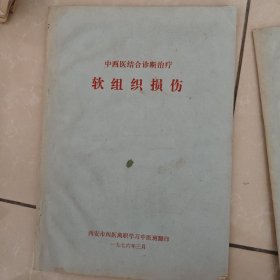 中西医结合诊断治疗
软组织损伤
西安市西医离职学习中医班翻印
一九七六年三月